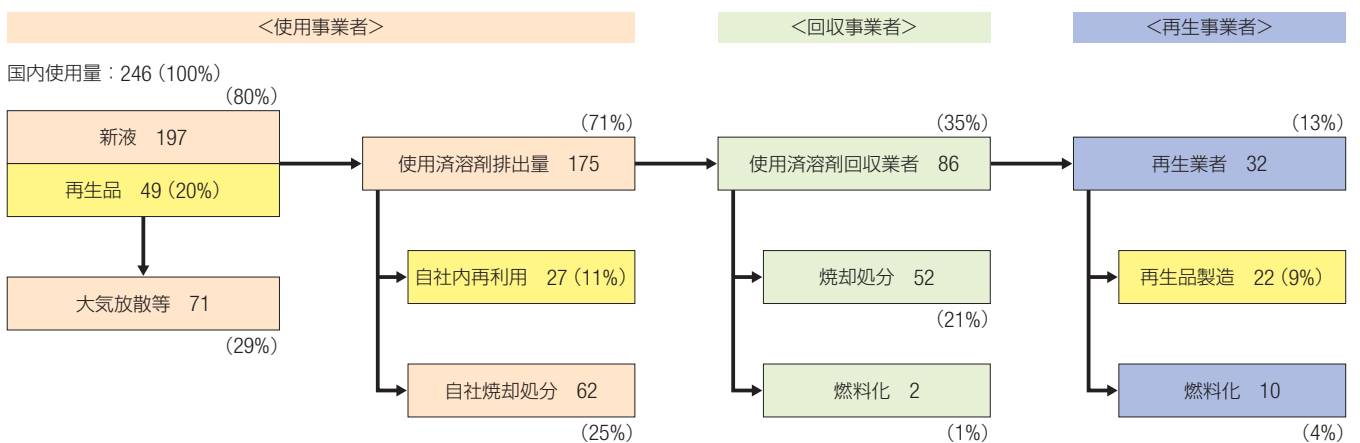 <使用事業者>
<回収事業者>
<再生事業者>
国内使用量：246（100%）
（80%）
新液　197
再生品　49（20%）
大気放散等　71
（29%）
（71%）
使用済溶剤排出量　175
自社内再利用　27（11%）
自社焼却処分　62
（25%）
（35%）
使用済溶剤回収業者　86
焼却処分　52
（21%）
燃料化　2
（1%）
（13%）
再生業者　32
再生品製造　22（9%）
燃料化　10
（4%）